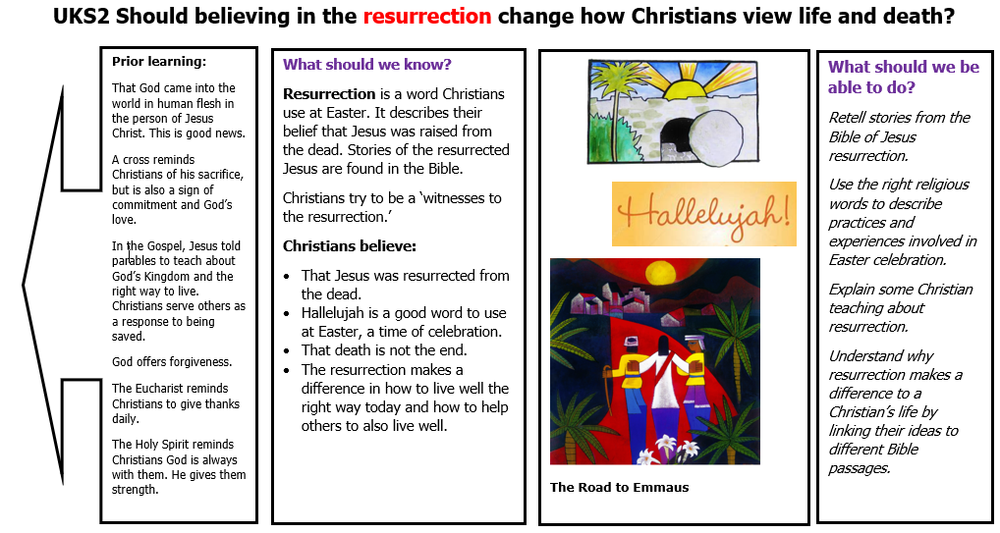 UKS2 Should believing in the resurrection change how Christians view life and death?
Prior learning:
That God came into the
world in human flesh in
the person of Jesus
Christ. This is good news.
A cross reminds
Christians of his sacrifice,
but is also a sign of
commitment and God's
love.
In the Gospel, Jesus told
parables to teach about
God's Kingdom and the
right way to live.
Christians serve others as
a response to being
saved.
God offers forgiveness.
The Eucharist reminds
Christians to give thanks
daily.
The Holy Spirit reminds
Christians God is always
with them. He gives them
strength.
What should we know?
Resurrection is a word Christians
use at Easter. It describes their
belief that Jesus was raised from
the dead. Stories of the resurrected
Jesus are found in the Bible.
Christians try to be a 'witnesses to
the resurrection.'
Christians believe:
• That Jesus was resurrected from
the dead.
• Hallelujah is a good word to use
at Easter, a time of celebration.
• That death is not the end.
• The resurrection makes a
difference in how to live well the
right way today and how to help
others to also live well.
Hallelujah!
The Road to Emmaus
What should we be
able to do?
Retell stories from the
Bible of Jesus
resurrection.
Use the right religious
words to describe
practices and
experiences involved in
Easter celebration.
Explain some Christian
teaching about
resurrection.
Understand why
resurrection makes a
difference to a
Christian's life by
linking their ideas to
different Bible
passages.